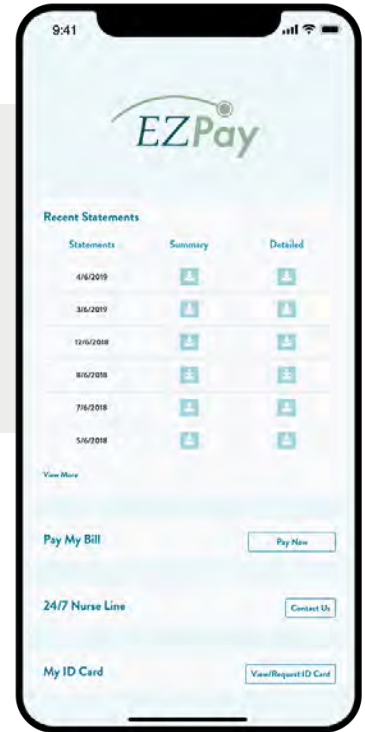 9:41
EZPay
Recent Statements
Statements Summary Detailed
4/6/2019
3/6/2019
12/6/2018
8/6/2018
7/6/2018
5/6/2018
View More
Pay My Bill Pay Now
24/7 Nurse Line Contact Us
My ID Card View/Request ID Card